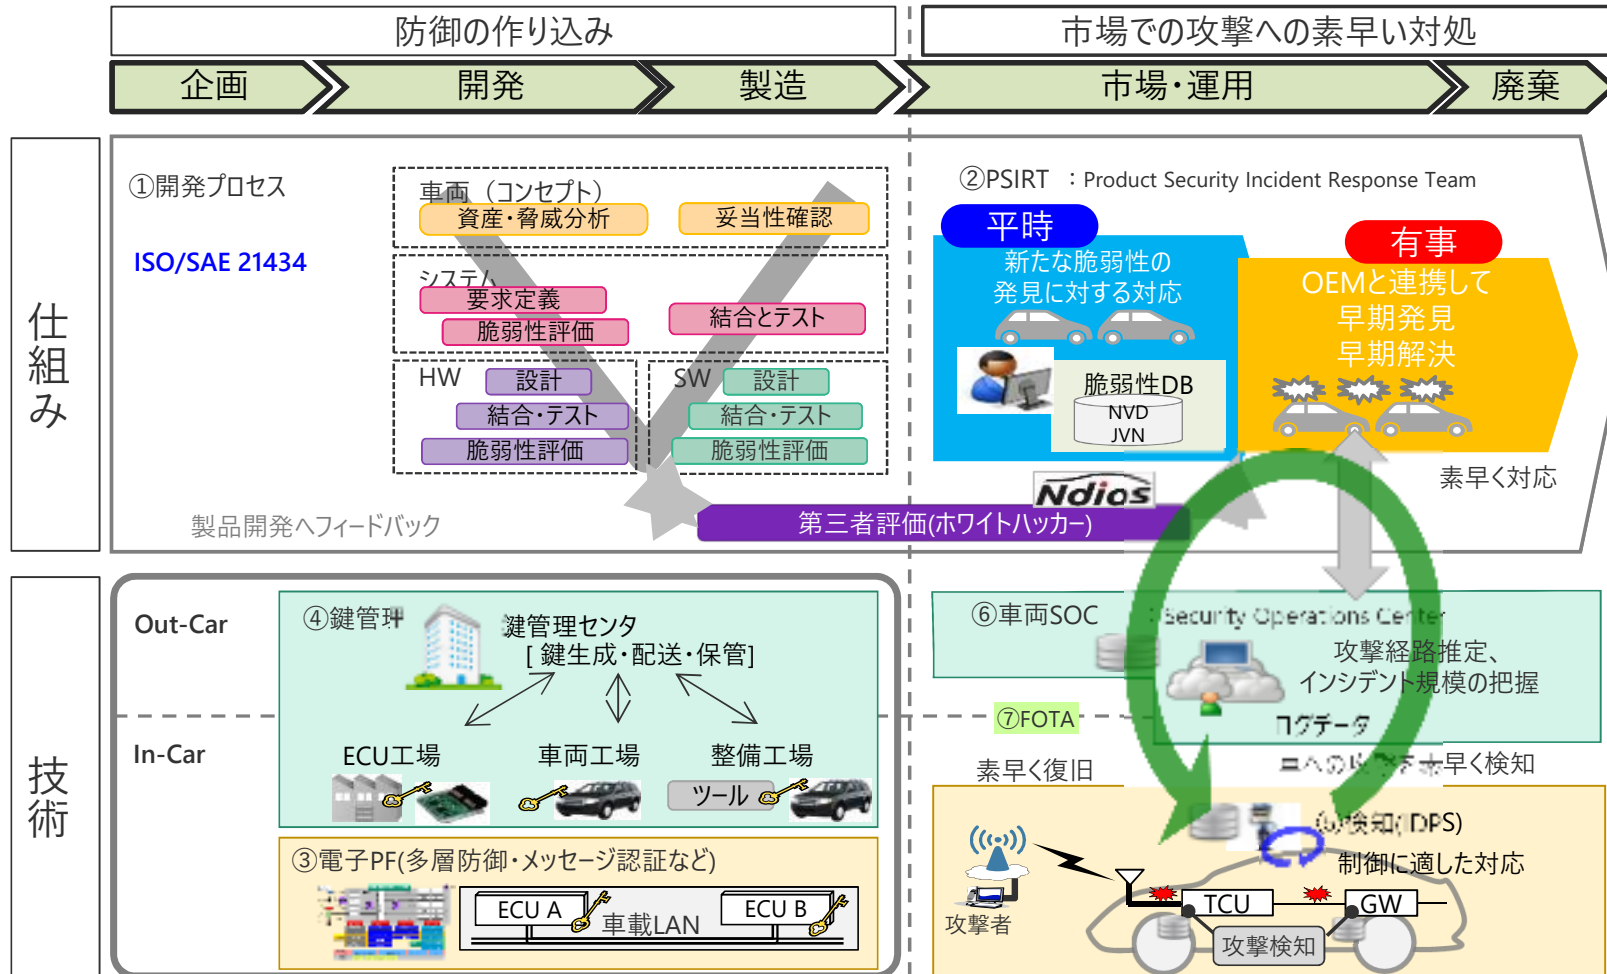 防御の作り込み
市場での攻撃への素早い対処
企画
開発
製造
市場・運用
廃棄
仕組み
①開発プロセス
ISO/SAE 21434
車両（コンセプト）
資産・脅威分析
妥当性確認
システム
要求定義
脆弱性評価
結合とテスト
HW
設計
結合・テスト
脆弱性評価
SW
設計
結合・テスト
脆弱性評価
製品開発へフィードバック
第三者評価(ホワイトハッカー)
Ndias
②PSIRT ：Product Security Incident Response Team
平時
新たな脆弱性の
発見に対する対応
脆弱性DB
NVD
JVN
有事
OEMと連携して
早期発見
早期解決
素早く対応
技術
Out-Car
In-Car
④鍵管理
鍵管理センタ
[ 鍵生成・配送・保管]
ECU工場
車両工場
整備工場
ツール
③電子PF(多層防御・メッセージ認証など)
ECU A
ECU B
車載LAN
⑥車両SOC
：Security Operations Center
攻撃経路推定、
インシデント規模の把握
ログデータ
⑦FOTA
素早く復旧
早く検知
検知(IDPS)
制御に適した対応
攻撃者
TCU
GW
攻撃検知